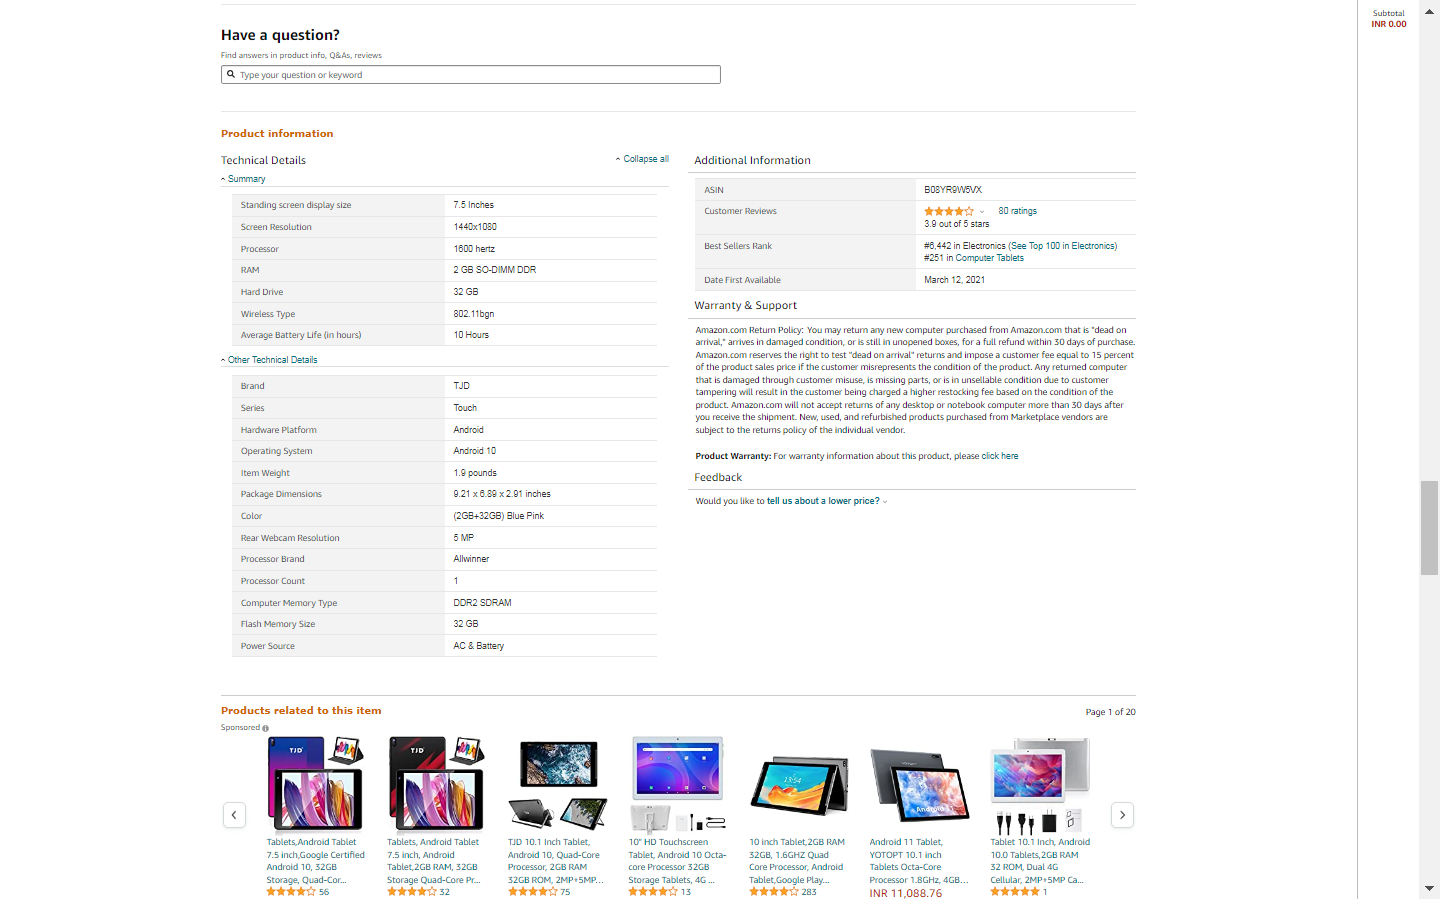 Subtotal
INR 0.00
Have a question?
Find answers in product info, Q&As, reviews
Type your question or keyword
Product information
Technical Details
Collapse all
Summary
Standing screen display size 7.5 Inches
Screen Resolution 1440x1080
Processor 1600 hertz
RAM 2 GB SO-DIMM DDR
Hard Drive 32 GB
Wireless Type 802.11bgn
Average Battery Life (in hours) 10 Hours
Other Technical Details
Brand TJD
Series Touch
Hardware Platform Android
Operating System Android 10
Item Weight 1.9 pounds
Package Dimensions 9.21 x 6.89 x 2.91 inches
Color (2GB+32GB) Blue Pink
Rear Webcam Resolution 5 MP
Processor Brand Allwinner
Processor Count 1
Computer Memory Type DDR2 SDRAM
Flash Memory Size 32 GB
Power Source AC & Battery
Additional Information
ASIN B08YR9W5VX
Customer Reviews 80 ratings
3.9 out of 5 stars
Best Sellers Rank #6,442 in Electronics (See Top 100 in Electronics)
#251 in Computer Tablets
Date First Available March 12, 2021
Warranty & Support
Amazon.com Return Policy: You may return any new computer purchased from Amazon.com that is "dead on
arrival," arrives in damaged condition, or is still in unopened boxes, for a full refund within 30 days of purchase.
Amazon.com reserves the right to test "dead on arrival" returns and impose a customer fee equal to 15 percent
of the product sales price if the customer misrepresents the condition of the product. Any returned computer
that is damaged through customer misuse, is missing parts, or is in unsellable condition due to customer
tampering will result in the customer being charged a higher restocking fee based on the condition of the
product. Amazon.com will not accept returns of any desktop or notebook computer more than 30 days after
you receive the shipment. New, used, and refurbished products purchased from Marketplace vendors are
subject to the returns policy of the individual vendor.
Product Warranty: For warranty information about this product, please click here
Feedback
Would you like to tell us about a lower price?
Products related to this item
Page 1 of 20
Sponsored
TJD
Tablets,Android Tablet
7.5 inch,Google Certified
Android 10, 32GB
Storage, Quad-Cor...
56
TJD
Tablets, Android Tablet
7.5 inch, Android
Tablet,2GB RAM, 32GB
Storage Quad-Core Pr...
32
TJD 10.1 Inch Tablet,
Android 10, Quad-Core
Processor, 2GB RAM
32GB ROM, 2MP+5MP...
75
10" HD Touchscreen
Tablet, Android 10 Octa-
core Processor 32GB
Storage Tablets, 4G ...
13
13:54
10 inch Tablet,2GB RAM
32GB, 1.6GHZ Quad
Core Processor, Android
Tablet,Google Play...
283
Android
Android 11 Tablet,
YOTOPT 10.1 inch
Tablets Octa-Core
Processor 1.8GHz, 4GB...
INR 11,088.76
Tablet 10.1 Inch, Android
10.0 Tablets,2GB RAM
32 ROM, Dual 4G
Cellular, 2MP+5MP Ca...
1